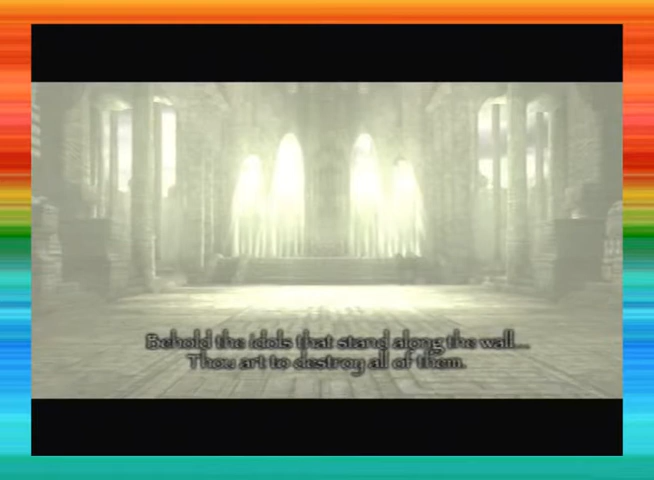 Behold the idols that stand along the wall...
Thou art to destroy all of them.